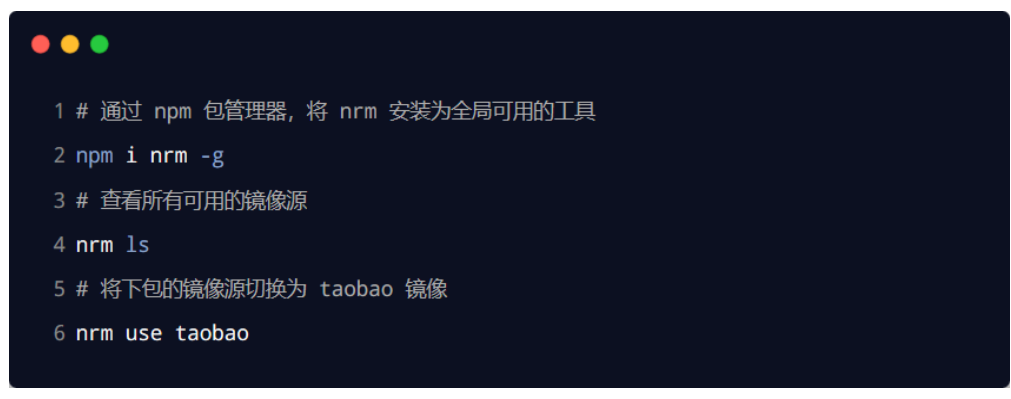 1 # 通过 npm 包管理器，将 nrm 安装为全局可用的工具
2 npm i nrm -g
3 # 查看所有可用的镜像源
4 nrm ls
5 # 将下包的镜像源切换为 taobao 镜像
6 nrm use taobao